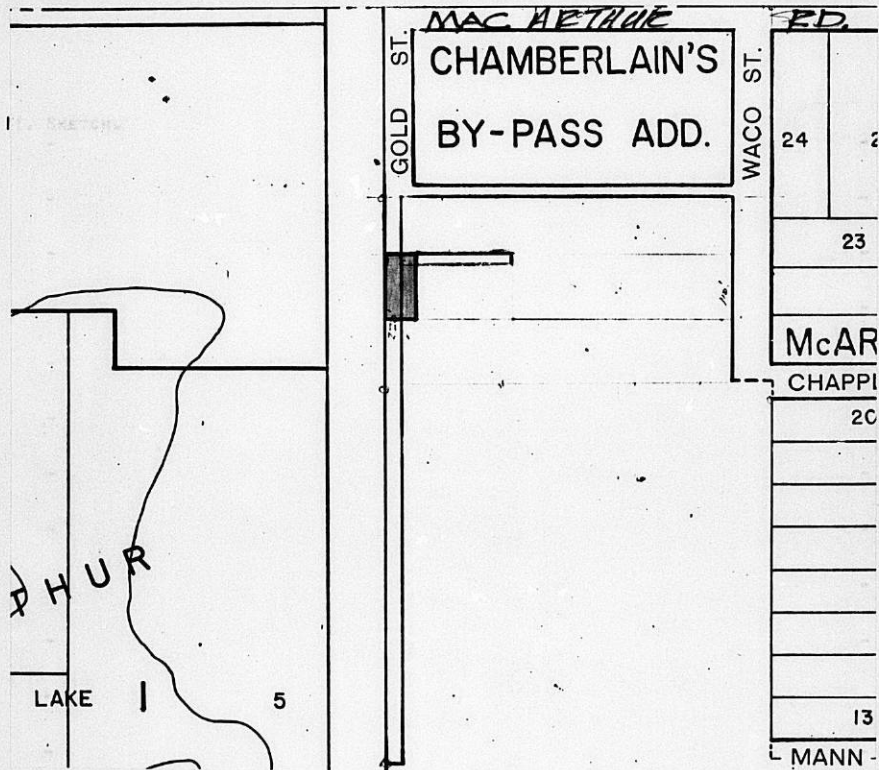 MAC ARTHUR RD.
GOLD ST.
CHAMBERLAIN'S
BY-PASS ADD.
WACO ST.
24
23
McAR
CHAPPL
20
HUR
LAKE
1
5
13
MANN